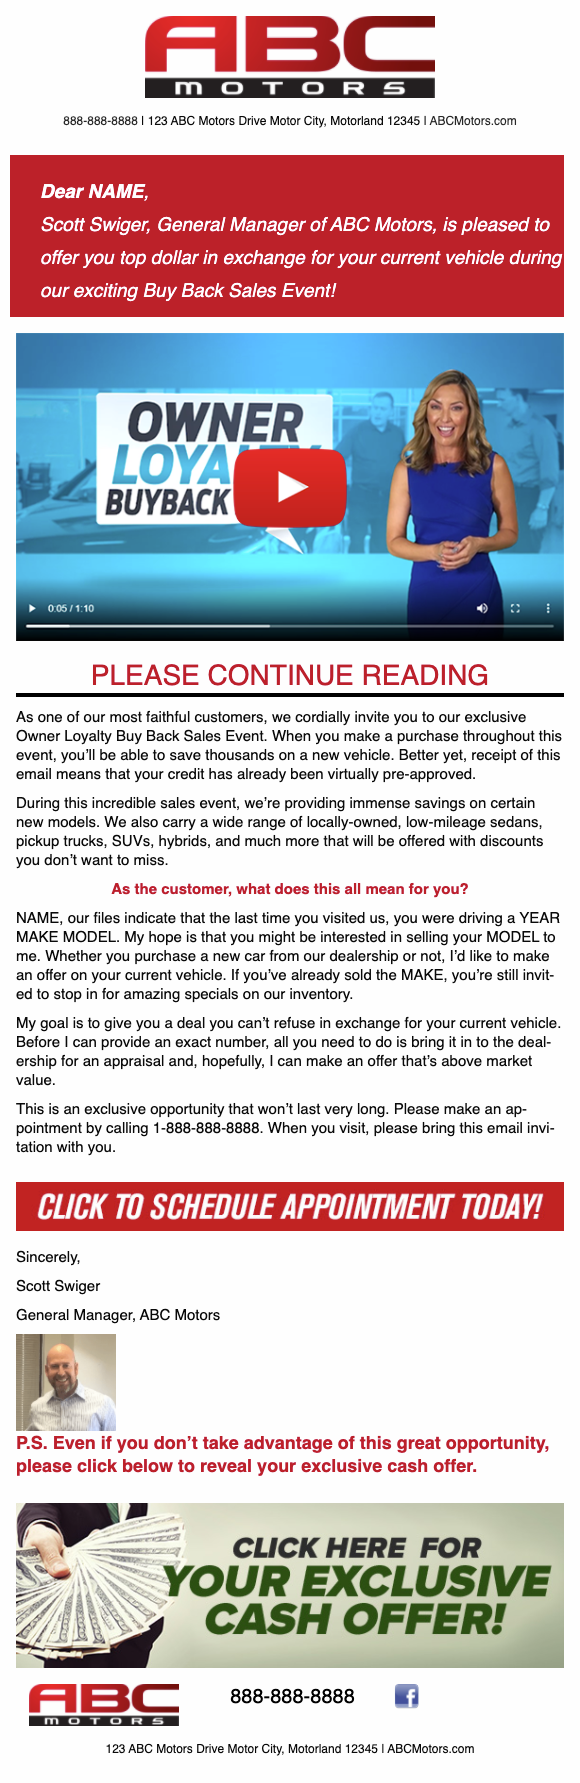 ABC
MOTORS
888-888-8888 | 123 ABC Motors Drive Motor City, Motorland 12345 | ABCMotors.com
Dear NAME,
Scott Swiger, General Manager of ABC Motors, is pleased to
offer you top dollar in exchange for your current vehicle during
our exciting Buy Back Sales Event!
OWNER
LOYALTY
BUYBACK
0:05 / 1:10
PLEASE CONTINUE READING
As one of our most faithful customers, we cordially invite you to our exclusive
Owner Loyalty Buy Back Sales Event. When you make a purchase throughout this
event, you’ll be able to save thousands on a new vehicle. Better yet, receipt of this
email means that your credit has already been virtually pre-approved.
During this incredible sales event, we’re providing immense savings on certain
new models. We also carry a wide range of locally-owned, low-mileage sedans,
pickup trucks, SUVs, hybrids, and much more that will be offered with discounts
you don’t want to miss.
As the customer, what does this all mean for you?
NAME, our files indicate that the last time you visited us, you were driving a YEAR
MAKE MODEL. My hope is that you might be interested in selling your MODEL to
me. Whether you purchase a new car from our dealership or not, I’d like to make
an offer on your current vehicle. If you’ve already sold the MAKE, you’re still invit-
ed to stop in for amazing specials on our inventory.
My goal is to give you a deal you can’t refuse in exchange for your current vehicle.
Before I can provide an exact number, all you need to do is bring it in to the deal-
ership for an appraisal and, hopefully, I can make an offer that’s above market
value.
This is an exclusive opportunity that won’t last very long. Please make an ap-
pointment by calling 1-888-888-8888. When you visit, please bring this email invi-
tation with you.
CLICK TO SCHEDULE APPOINTMENT TODAY!
Sincerely,
Scott Swiger
General Manager, ABC Motors
P.S. Even if you don’t take advantage of this great opportunity,
please click below to reveal your exclusive cash offer.
CLICK HERE FOR
YOUR EXCLUSIVE
CASH OFFER!
ABC
MOTORS
888-888-8888
f
123 ABC Motors Drive Motor City, Motorland 12345 | ABCMotors.com